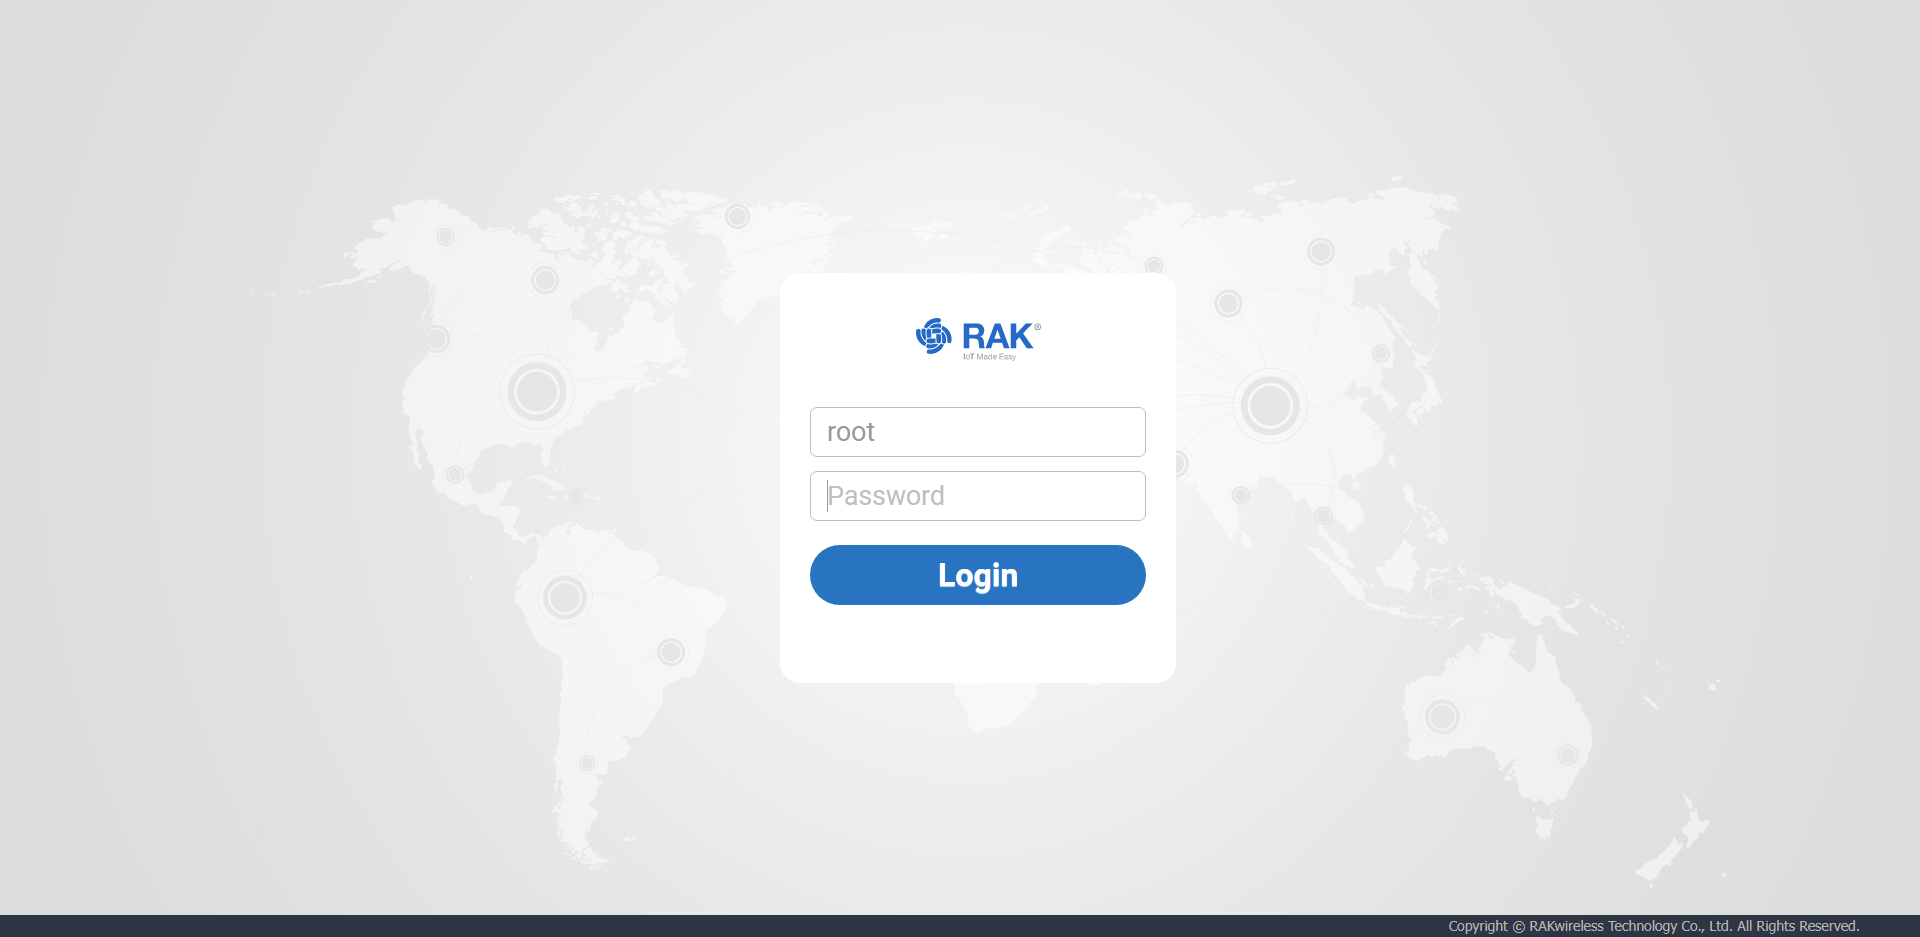 RAK®
IoT Made Easy
root
Password
Login
Copyright © RAKwireless Technology Co., Ltd. All Rights Reserved.